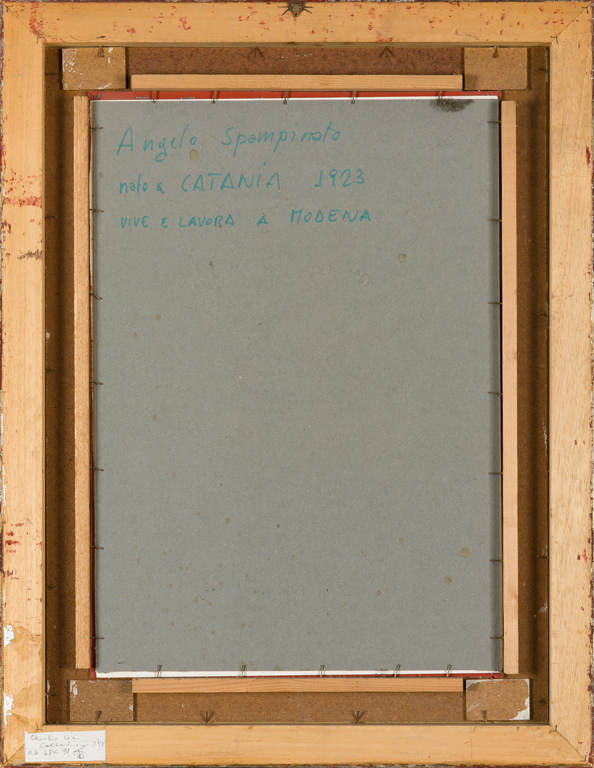 Angelo Spampinato
nato a CATANIA 1923
VIVE E LAVORA A MODENA